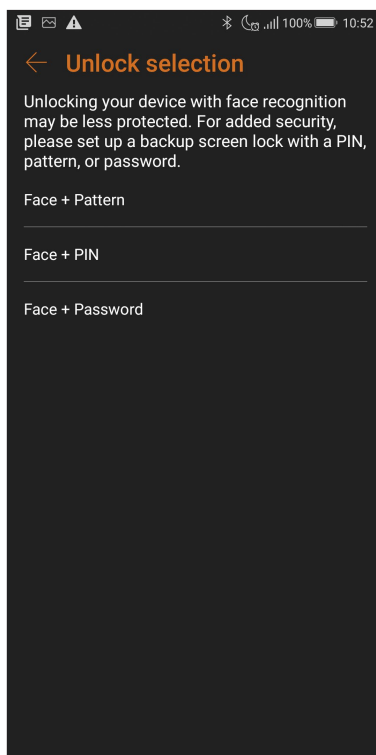 100% 10:52
Unlock selection
Unlocking your device with face recognition
may be less protected. For added security,
please set up a backup screen lock with a PIN,
pattern, or password.
Face + Pattern
Face + PIN
Face + Password